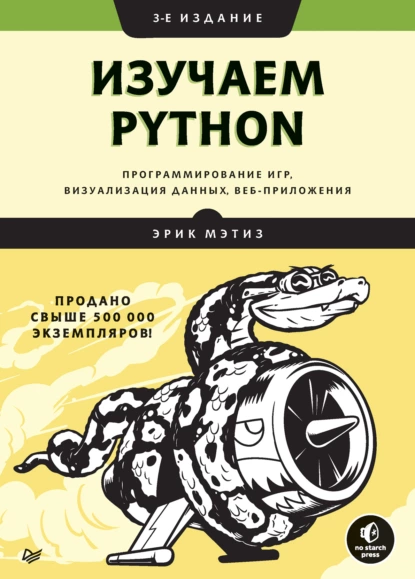 3-Е ИЗДАНИЕ
ИЗУЧАЕМ
PYTHON
ПРОГРАММИРОВАНИЕ ИГР,
ВИЗУАЛИЗАЦИЯ ДАННЫХ, ВЕБ-ПРИЛОЖЕНИЯ
ЭРИК МЭТИЗ
ПРОДАНО
СВЫШЕ 500 000
ЭКЗЕМПЛЯРОВ!
no starch
press